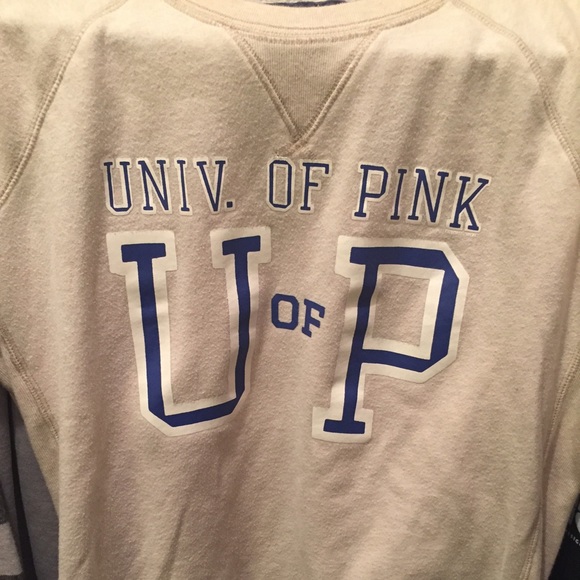 UNIV. OF PINK
U OF P